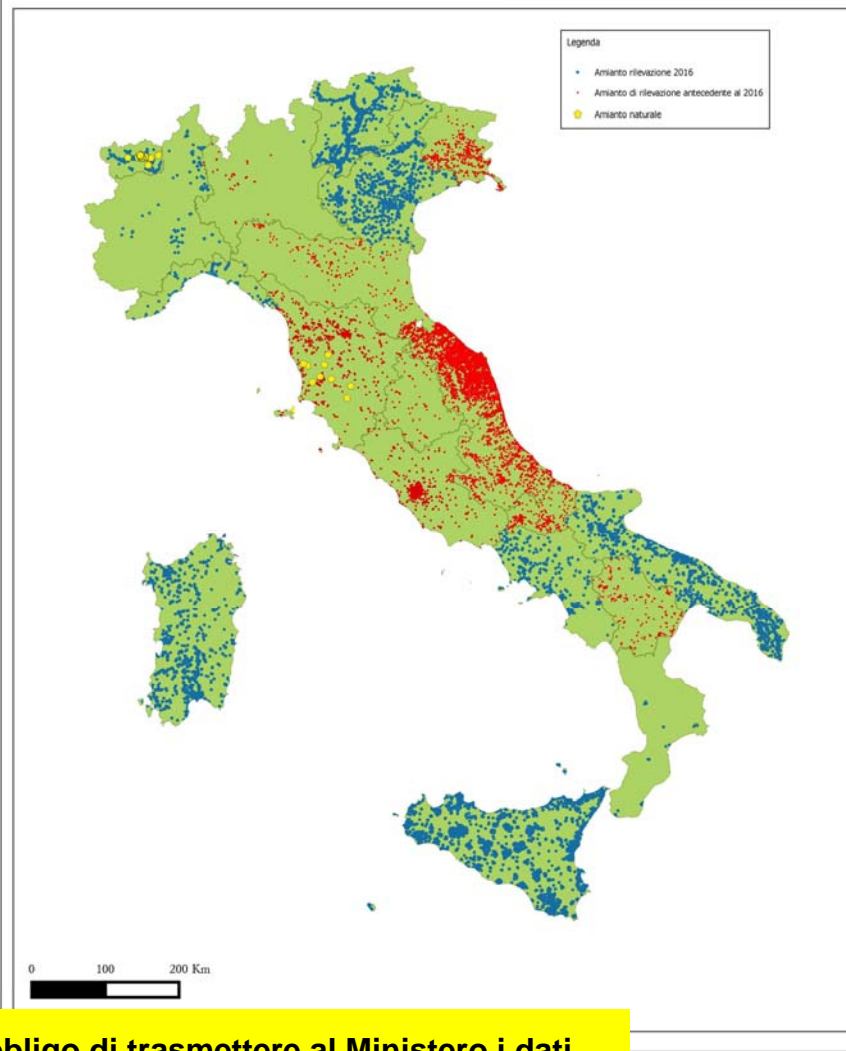 Legenda
Amianto rilevazione 2016
Amianto di rilevazione antecedente al 2016
Amianto naturale
0 100 200 Km
obbligo di trasmettere al Ministero i dati